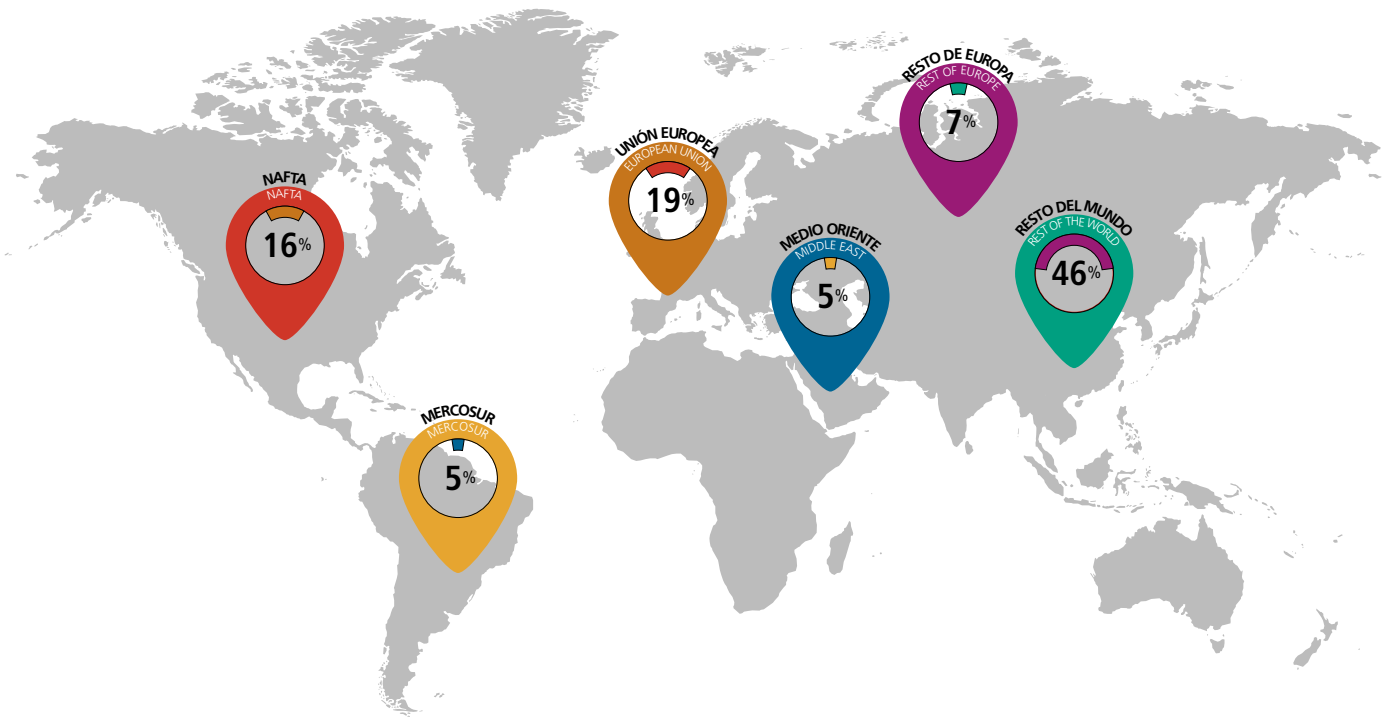 RESTO DE EUROPA
REST OF EUROPE
7%
UNIÓN EUROPEA
EUROPEAN UNION
19%
NAFTA
NAFTA
16%
RESTO DEL MUNDO
REST OF THE WORLD
46%
MEDIO ORIENTE
MIDDLE EAST
5%
MERCOSUR
MERCOSUR
5%